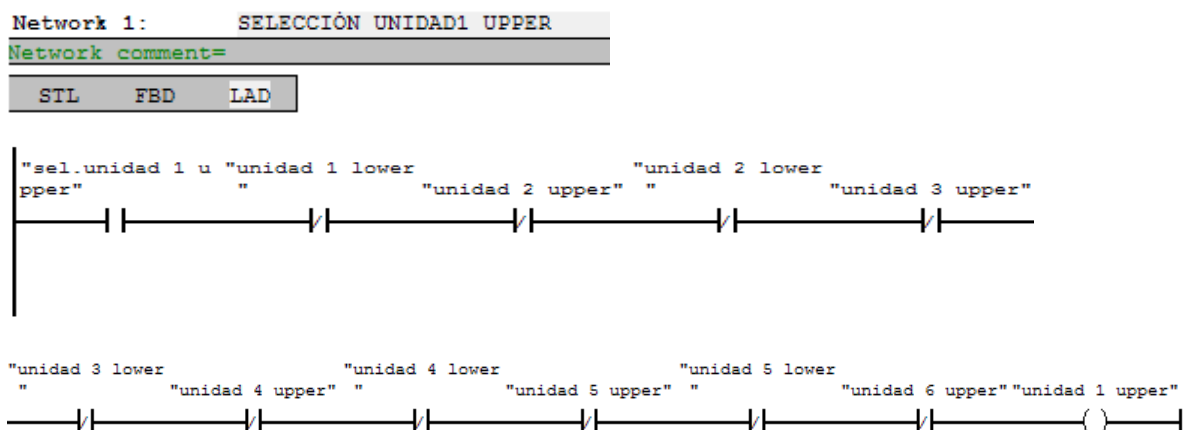 Network 1: SELECCIÓN UNIDAD1 UPPER
Network comment=
STL FBD LAD
"sel.unidad 1 u "unidad 1 lower "unidad 2 lower
pper" " "unidad 2 upper" " "unidad 3 upper"
"unidad 3 lower "unidad 4 lower "unidad 5 lower
" "unidad 4 upper" " "unidad 5 upper" " "unidad 6 upper" "unidad 1 upper"